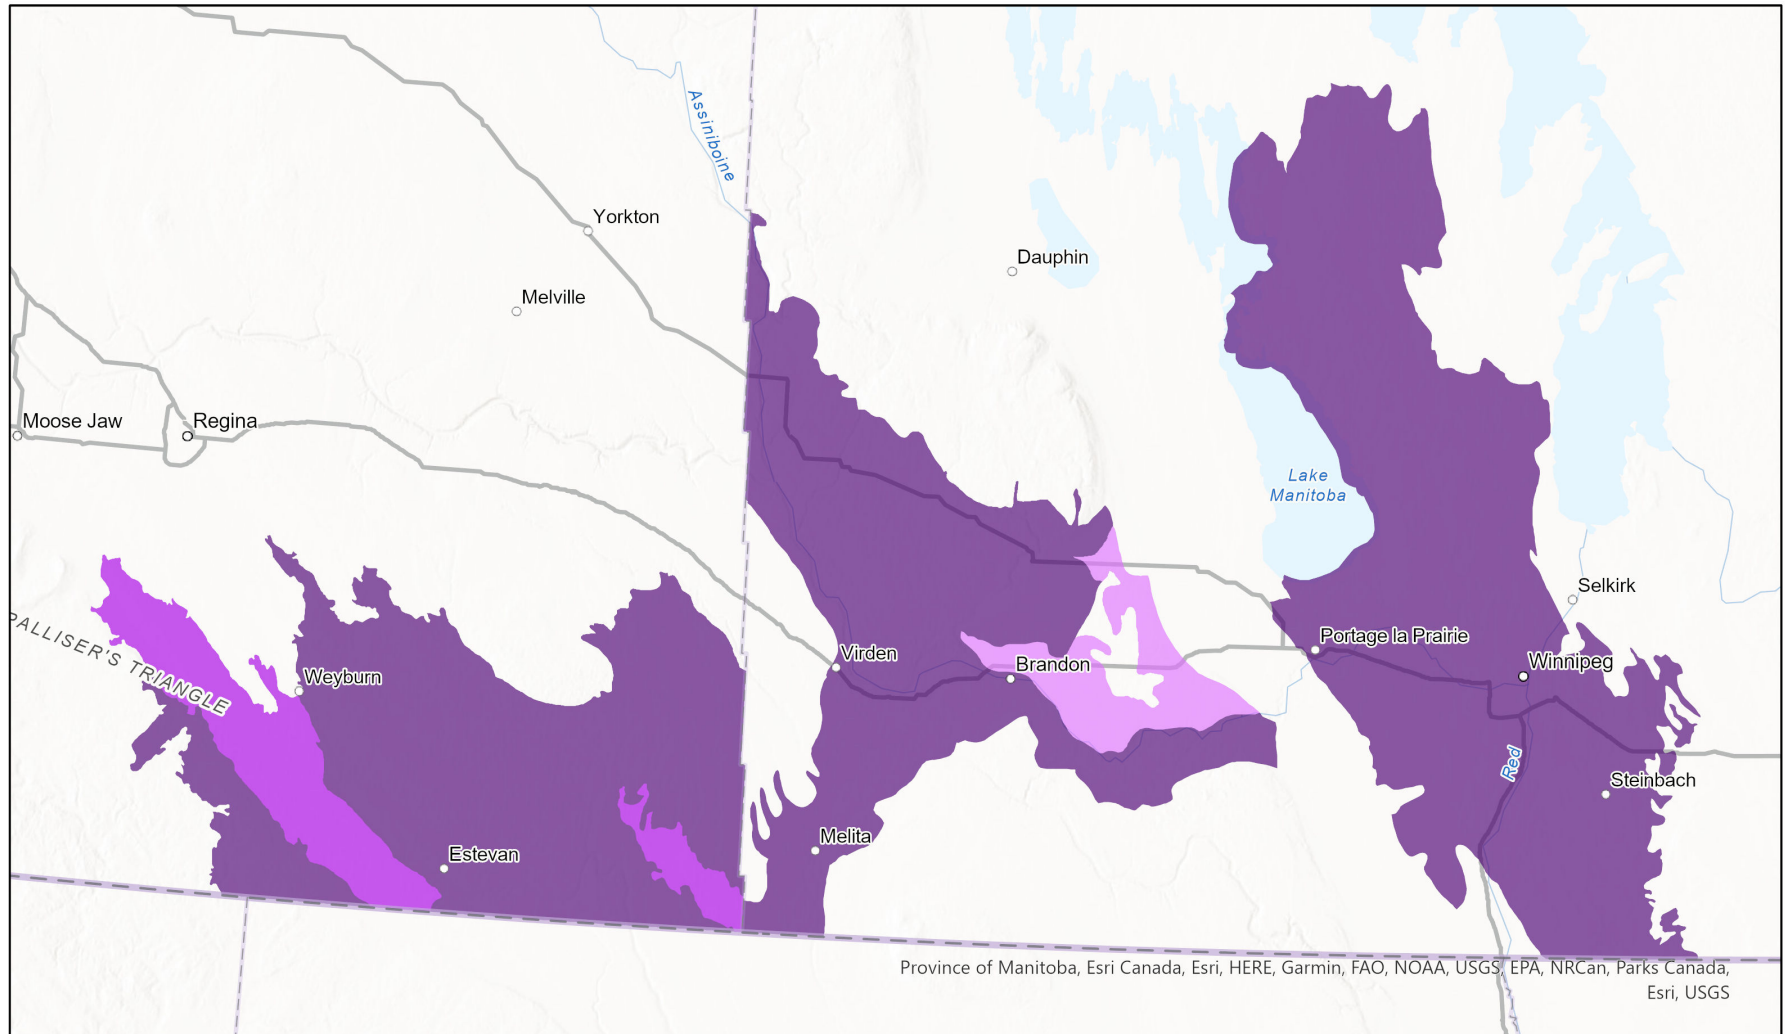 Assiniboine
Yorkton
Dauphin
Melville
Moose Jaw
Regina
Lake
Manitoba
Selkirk
PALLISER'S TRIANGLE
Portage la Prairie
Virden
Brandon
Winnipeg
Weyburn
Red
Steinbach
Melita
Estevan
Province of Manitoba, Esri Canada, Esri, HERE, Garmin, FAO, NOAA, USGS, EPA, NRCan, Parks Canada,
Esri, USGS